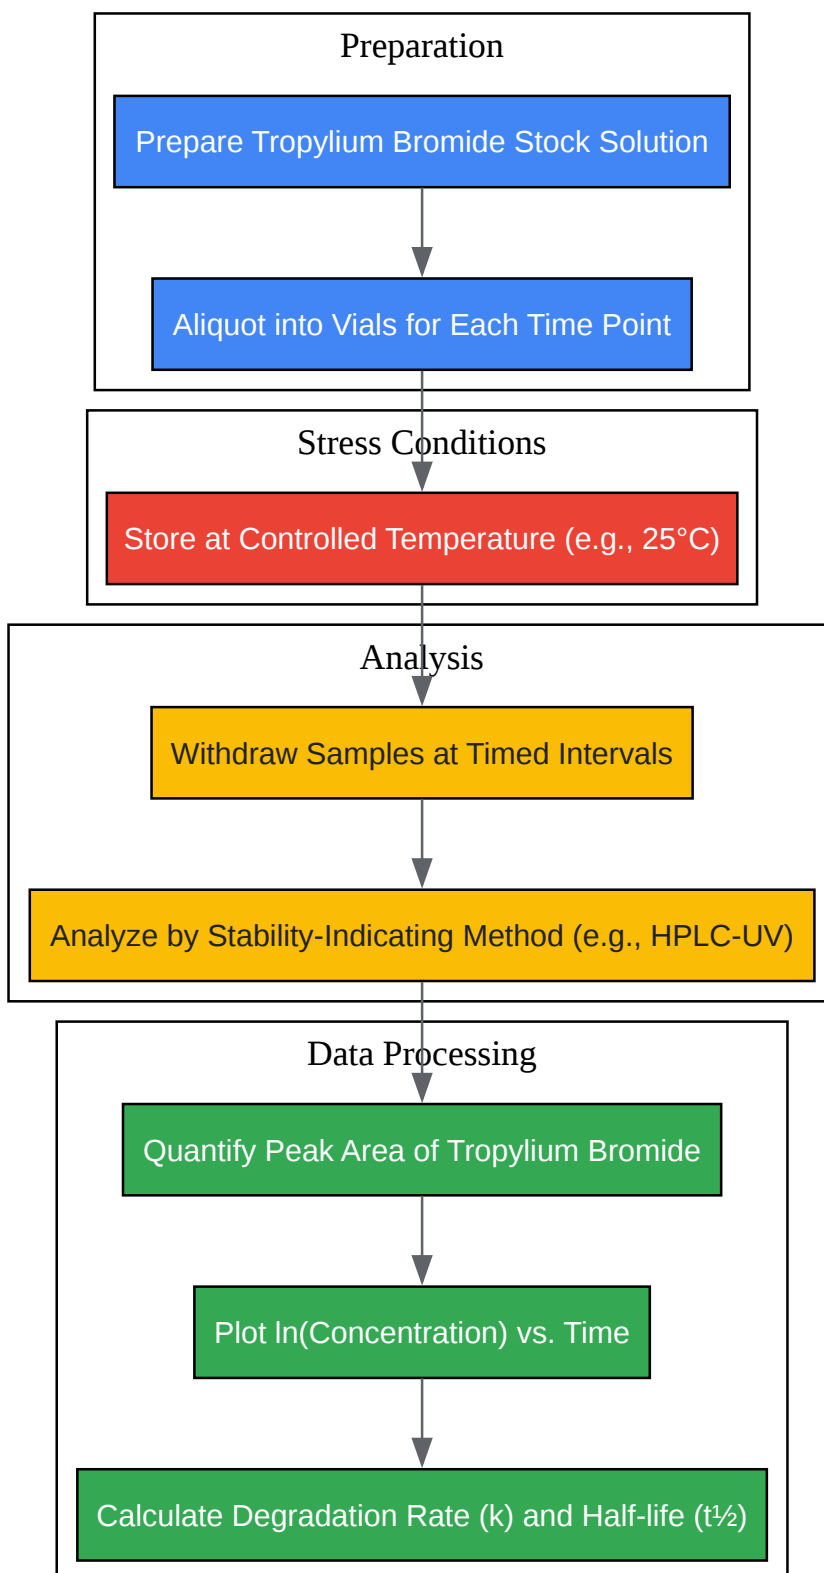 Preparation
Prepare Tropylium Bromide Stock Solution
Aliquot into Vials for Each Time Point
Stress Conditions
Store at Controlled Temperature (e.g., 25°C)
Analysis
Withdraw Samples at Timed Intervals
Analyze by Stability-Indicating Method (e.g., HPLC-UV)
Data Processing
Quantify Peak Area of Tropylium Bromide
Plot ln(Concentration) vs. Time
Calculate Degradation Rate (k) and Half-life (t½)